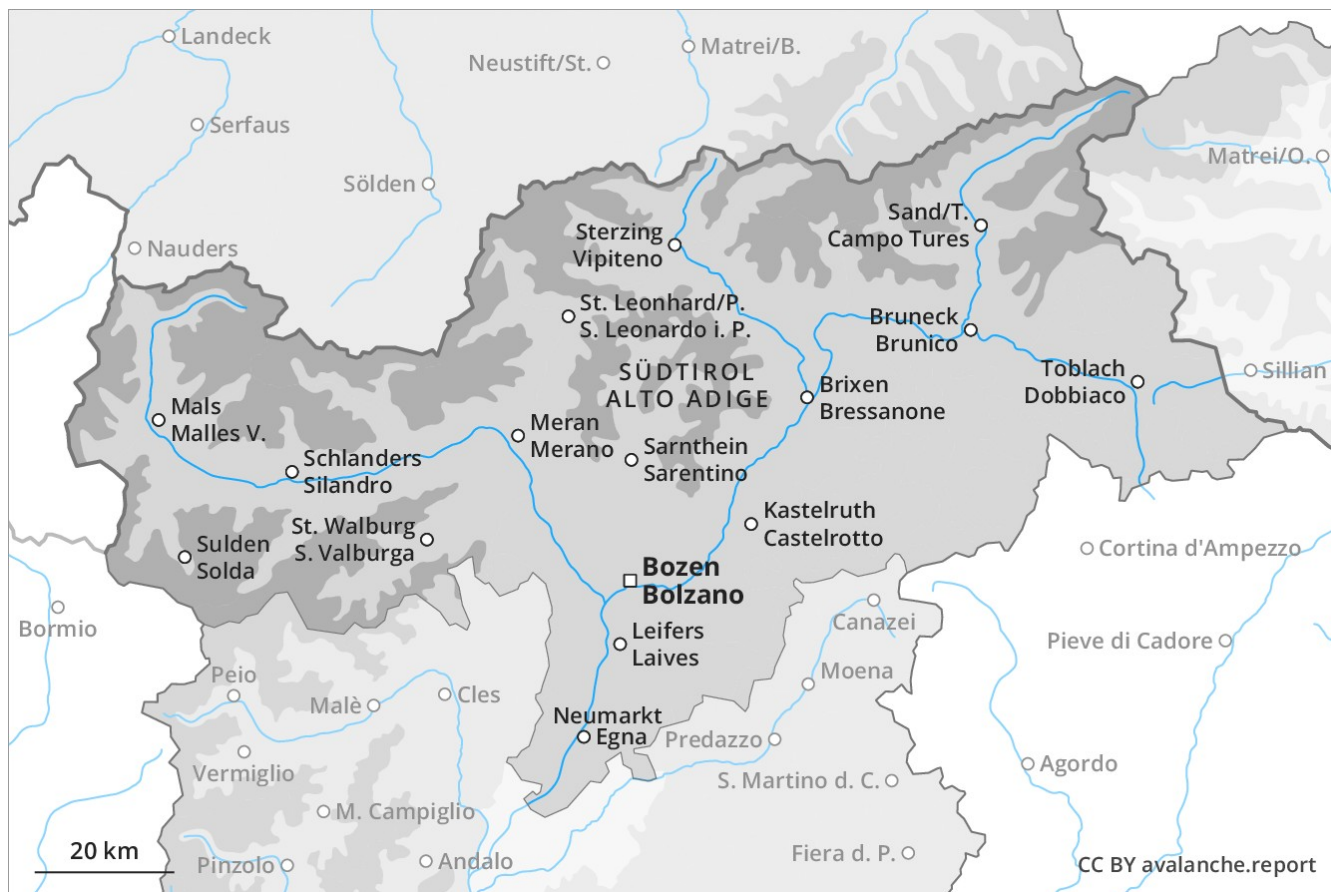 Landeck
Matrei/B.
Neustift/St.
Serfaus
Matrei/O.
Sölden
Sand/T.
Campo Tures
Sterzing
Vipiteno
Nauders
St. Leonhard/P.
S. Leonardo i. P.
Bruneck
Brunico
SÜDTIROL
ALTO ADIGE
Toblach
Dobbiaco
Sillian
Brixen
Bressanone
Mals
Malles V.
Meran
Merano
Sarnthein
Sarentino
Schlanders
Silandro
Kastelruth
Castelrotto
St. Walburg
S. Valburga
Sulden
Solda
Cortina d'Ampezzo
Bozen
Bolzano
Bormio
Canazei
Leifers
Laives
Pieve di Cadore
Peio
Moena
Malè
Cles
Neumarkt
Egna
Predazzo
Vermiglio
Agordo
S. Martino d. C.
M. Campiglio
20 km
Pinzolo
Andalo
Fiera d. P.
CC BY avalanche.report